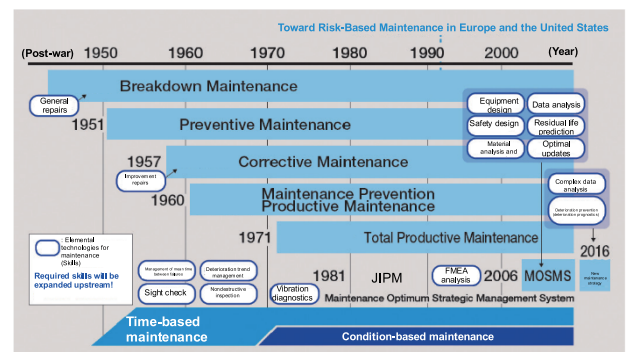 Toward Risk-Based Maintenance in Europe and the United States
(Post-war) 1950 1960 1970 1980 1990 2000 (Year)
Breakdown Maintenance
General
repairs
1951
Preventive Maintenance
Equipment
design
Data analysis
Safety design
Residual life
prediction
Material
analysis and
Optimal
updates
1957
Corrective Maintenance
Improvement
repairs
1960
Maintenance Prevention
Productive Maintenance
Complex data
analysis
Deterioration prevention
(deterioration prognostics)
1971
Total Productive Maintenance
2016
: Elemental
technologies for
maintenance
(Skills)
Required skills will be
expanded upstream!
Management of mean time
between failures
Deterioration trend
management
Sight check
Nondestructive
inspection
Vibration
diagnostics
1981 JIPM
FMEA
analysis
2006 MOSMS
New
maintenance
strategy
Maintenance Optimum Strategic Management System
Time-based
maintenance
Condition-based maintenance